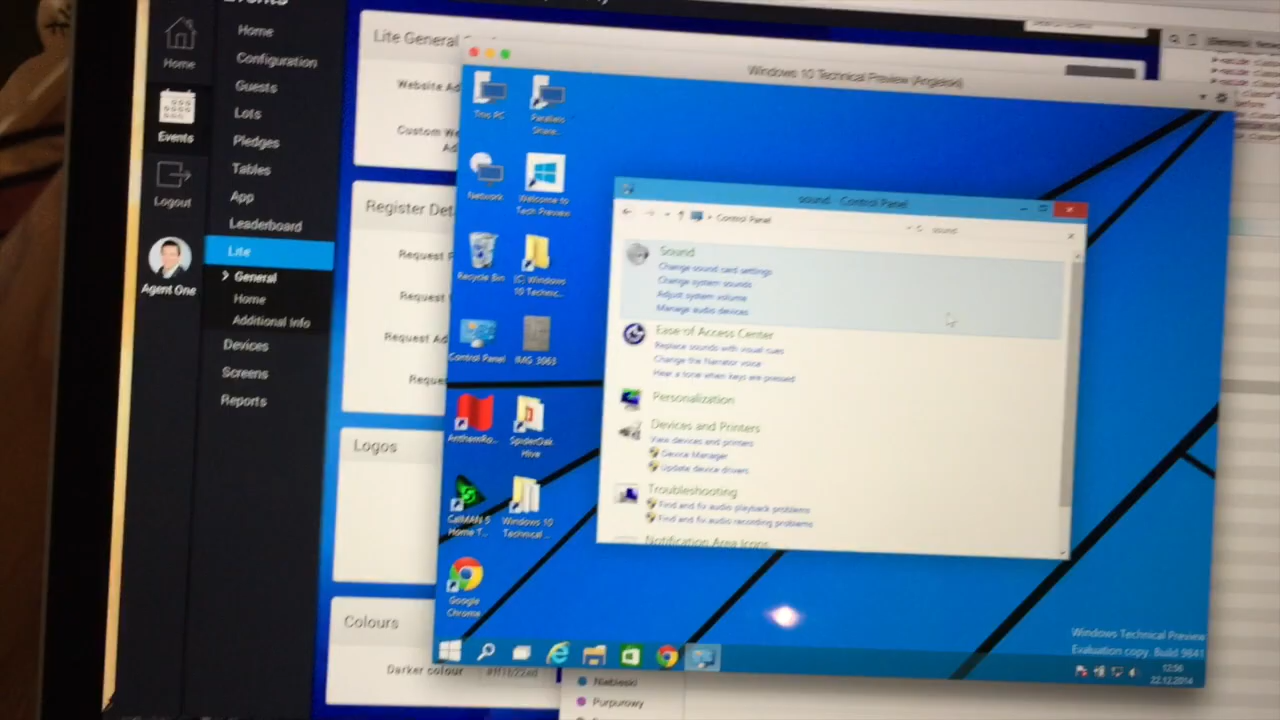 Home
Events
Logout
Agent One
Home
Configuration
Guests
Lots
Pledges
Tables
App
Leaderboard
Lite
General
Home
Additional Info
Devices
Screens
Reports
Lite General
Website Ad
Custom We
Ad
Register Det
Request
Request
Request Ad
Reques
Logos
Colours
Darker colour
Windows 10 Technical Preview (Angielski)
This PC
Parallels
Share...
Network
Welcome to
Tech Preview
Recycle Bin
(C) Windows
10 Technic...
Control Panel
IMG_3063
AnthemRo...
SpiderOak
Hive
CalMAN 5
Home T...
Windows 10
Technical ...
Google
Chrome
sound - Control Panel
Control Panel
sound
Sound
Change sound card settings
Change system sounds
Adjust system volume
Manage audio devices
Ease of Access Center
Replace sounds with visual cues
Change the Narrator voice
Hear a tone when keys are pressed
Personalization
Devices and Printers
View devices and printers
Device Manager
Update device drivers
Troubleshooting
Find and fix audio playback problems
Find and fix audio recording problems
Notification Area Icons
Windows Technical Preview
Evaluation copy. Build 9841
12:56
22.12.2014
Niebieski
Purpurowy
Elements